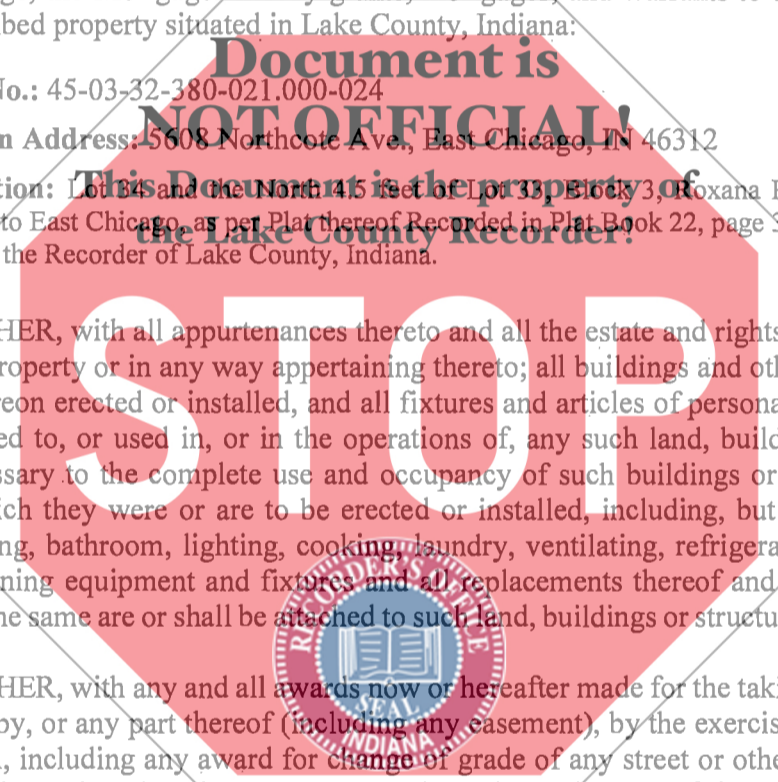 bed property situated in Lake County, Indiana:
Document is
No.: 45-03-32-380-021.000-024
NOT OFFICIAL!
n Address: 5608 Northcote Ave., East Chicago, IN 46312
This Document is the property of
tion: Lot 34 and the North 4.5 feet of Lot 33, Block 3, Roxana
to East Chicago, as per Plat thereof Recorded in Plat Book 22, page 3
the Lake County Recorder!
the Recorder of Lake County, Indiana.
STOP
HER, with all appurtenances thereto and all the estate and rights
roperty or in any way appertaining thereto; all buildings and oth
reon erected or installed, and all fixtures and articles of persona
ed to, or used in, or in the operations of, any such land, build
ssary to the complete use and occupancy of such buildings or
ich they were or are to be erected or installed, including, but
ng, bathroom, lighting, cooking, laundry, ventilating, refrigera
ning equipment and fixtures and all replacements thereof and
he same are or shall be attached to such land, buildings or structu
RECORDER'S OFFICE
SEAL
INDIANA
HER, with any and all awards now or hereafter made for the taki
by, or any part thereof (including any easement), by the exercis
, including any award for change of grade of any street or othe